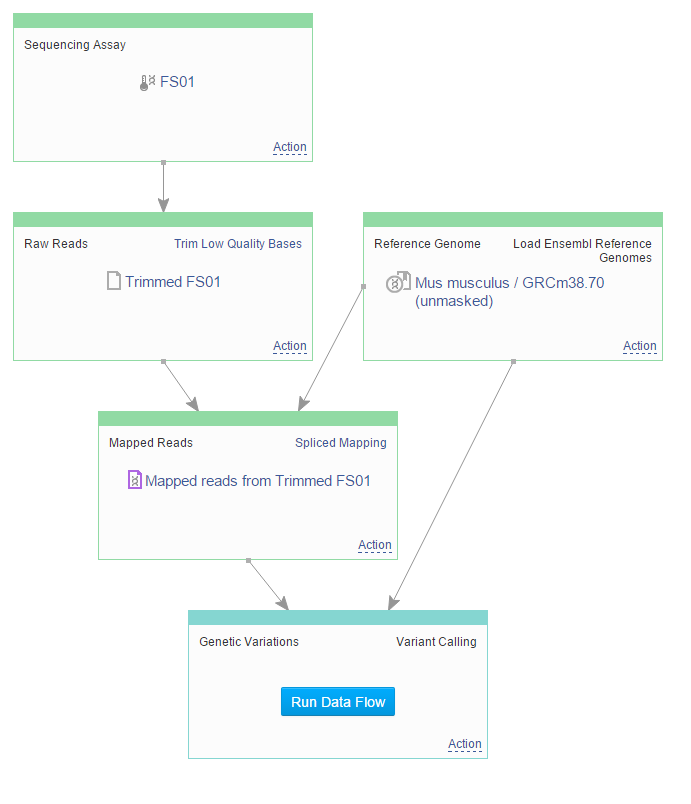 Sequencing Assay
FS01
Action
Raw Reads
Trim Low Quality Bases
Trimmed FS01
Action
Reference Genome
Load Ensembl Reference
Genomes
Mus musculus / GRCm38.70
(unmasked)
Action
Mapped Reads
Spliced Mapping
Mapped reads from Trimmed FS01
Action
Genetic Variations
Variant Calling
Run Data Flow
Action